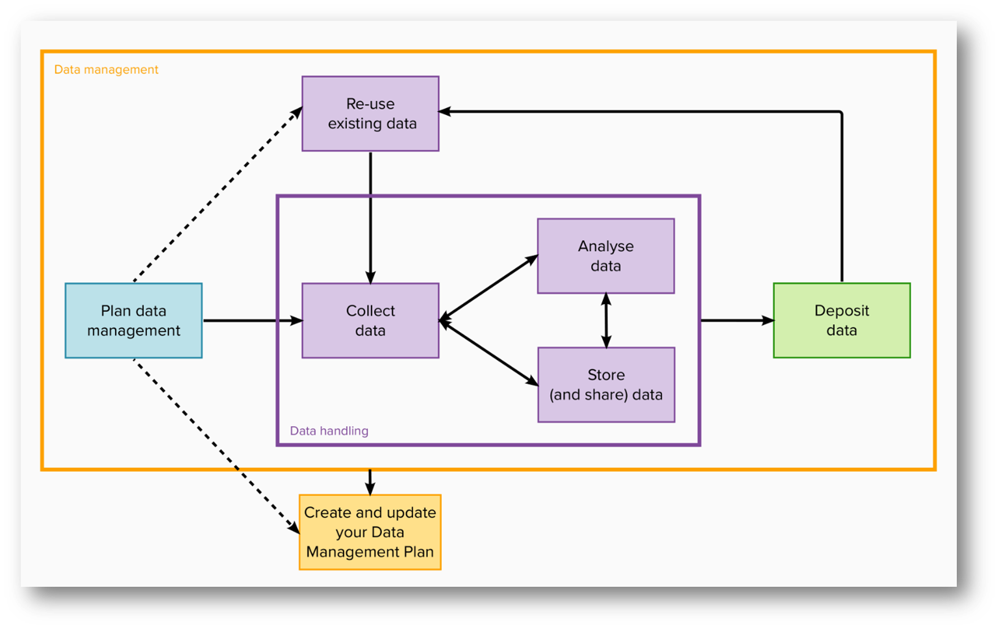 Data management
Re-use
existing data
Analyse
data
Plan data
management
Collect
data
Deposit
data
Store
(and share) data
Data handling
Create and update
your Data
Management Plan